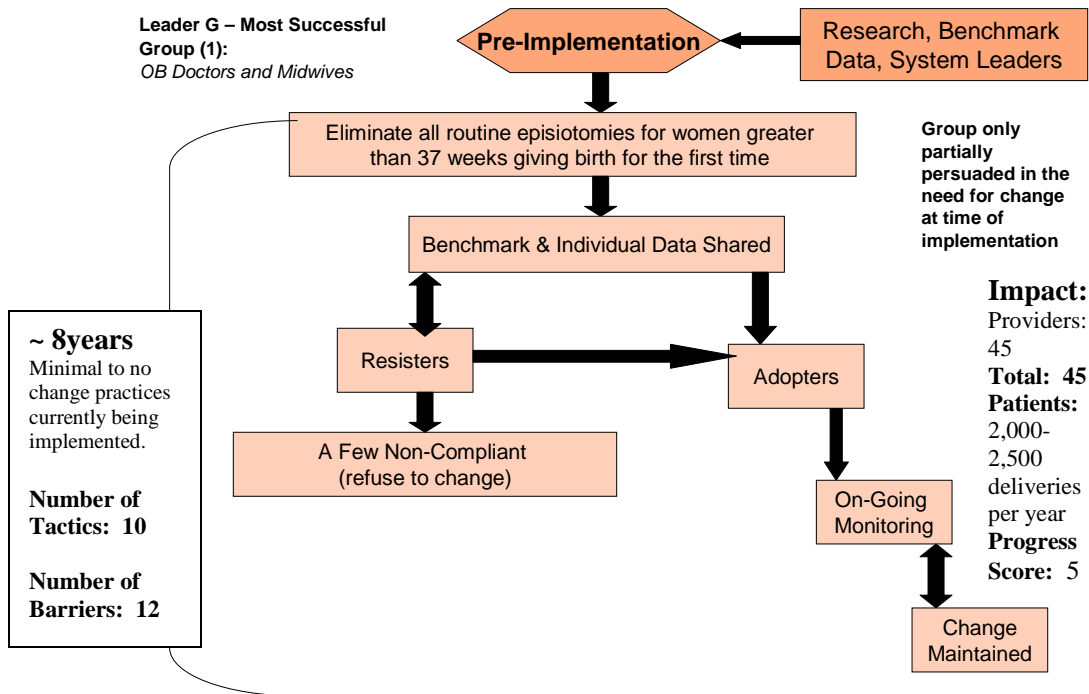 Leader G – Most Successful
Group (1):
OB Doctors and Midwives
Pre-Implementation
Research, Benchmark
Data, System Leaders
Eliminate all routine episiotomies for women greater
than 37 weeks giving birth for the first time
Group only
partially
persuaded in the
need for change
at time of
implementation
Benchmark & Individual Data Shared
Resisters
Adopters
A Few Non-Compliant
(refuse to change)
On-Going
Monitoring
Change
Maintained
~ 8years
Minimal to no
change practices
currently being
implemented.
Number of
Tactics: 10
Number of
Barriers: 12
Impact:
Providers:
45
Total: 45
Patients:
2,000-
2,500
deliveries
per year
Progress
Score: 5